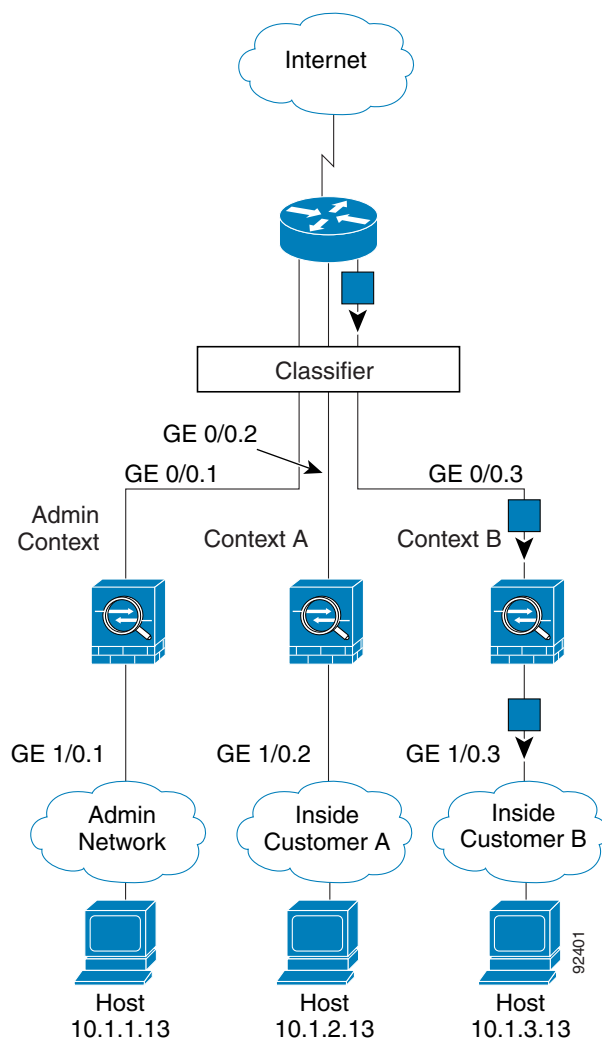 Internet
Classifier
GE 0/0.2
GE 0/0.1
GE 0/0.3
Admin
Context
Context A
Context B
GE 1/0.1
GE 1/0.2
GE 1/0.3
Admin
Network
Inside
Customer A
Inside
Customer B
92401
Host
10.1.1.13
Host
10.1.2.13
Host
10.1.3.13